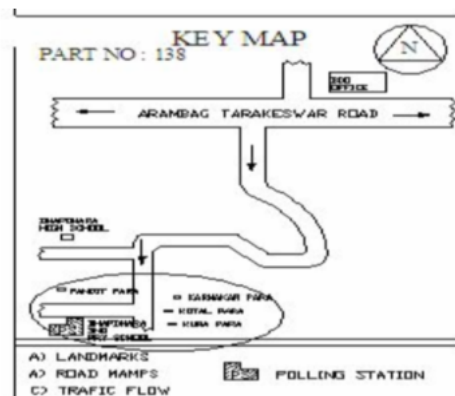 KEY MAP
PART NO : 138
N
BDO
OFFICE
ARAMBAG TARAKESWAR ROAD
HIGH SCHOOL
PANDIT PARA
KARMAKAR PARA
KOTAL PARA
PRY SCHOOL
A) LANDMARKS
A) ROAD MAMPS
C) TRAFIC FLOW
P
POLLING STATION